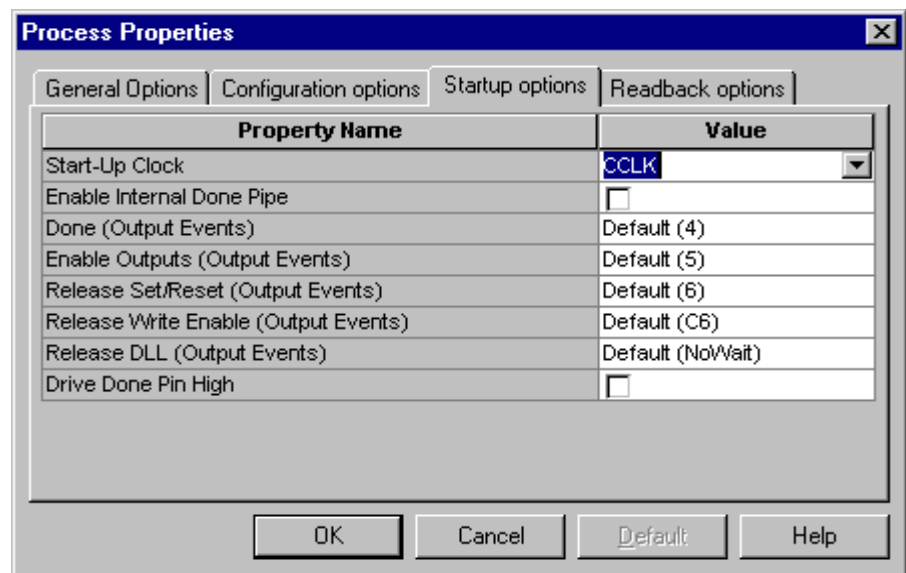 Process Properties
General Options Configuration options Startup options Readback options
Property Name Value
Start-Up Clock CCLK
Enable Internal Done Pipe
Done (Output Events) Default (4)
Enable Outputs (Output Events) Default (5)
Release Set/Reset (Output Events) Default (6)
Release Write Enable (Output Events) Default (C6)
Release DLL (Output Events) Default (NoWait)
Drive Done Pin High
OK Cancel Default Help